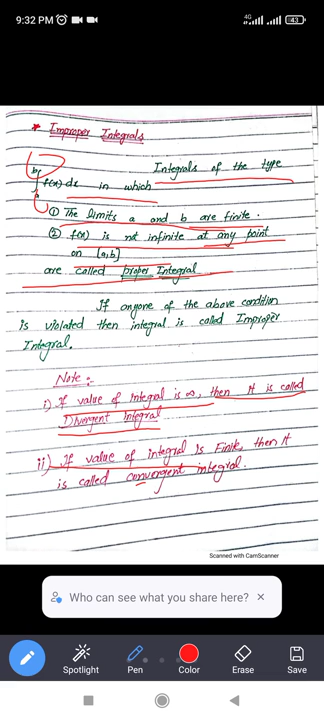 9:32 PM
4G
43
* Improper Integrals
Integrals of the type
∫ₐᵇ f(x) dx in which
① The limits a and b are finite.
② f(x) is not infinite at any point
on [a,b]
are called proper Integral
If anyone of the above condition
is violated then integral is called Improper
Integral.
Note:
i) If value of integral is ∞, then it is called
Divergent Integral
ii) If value of integral is Finite, then it
is called convergent integral.
Scanned with CamScanner
Who can see what you share here? ×
Spotlight Pen Color Erase Save